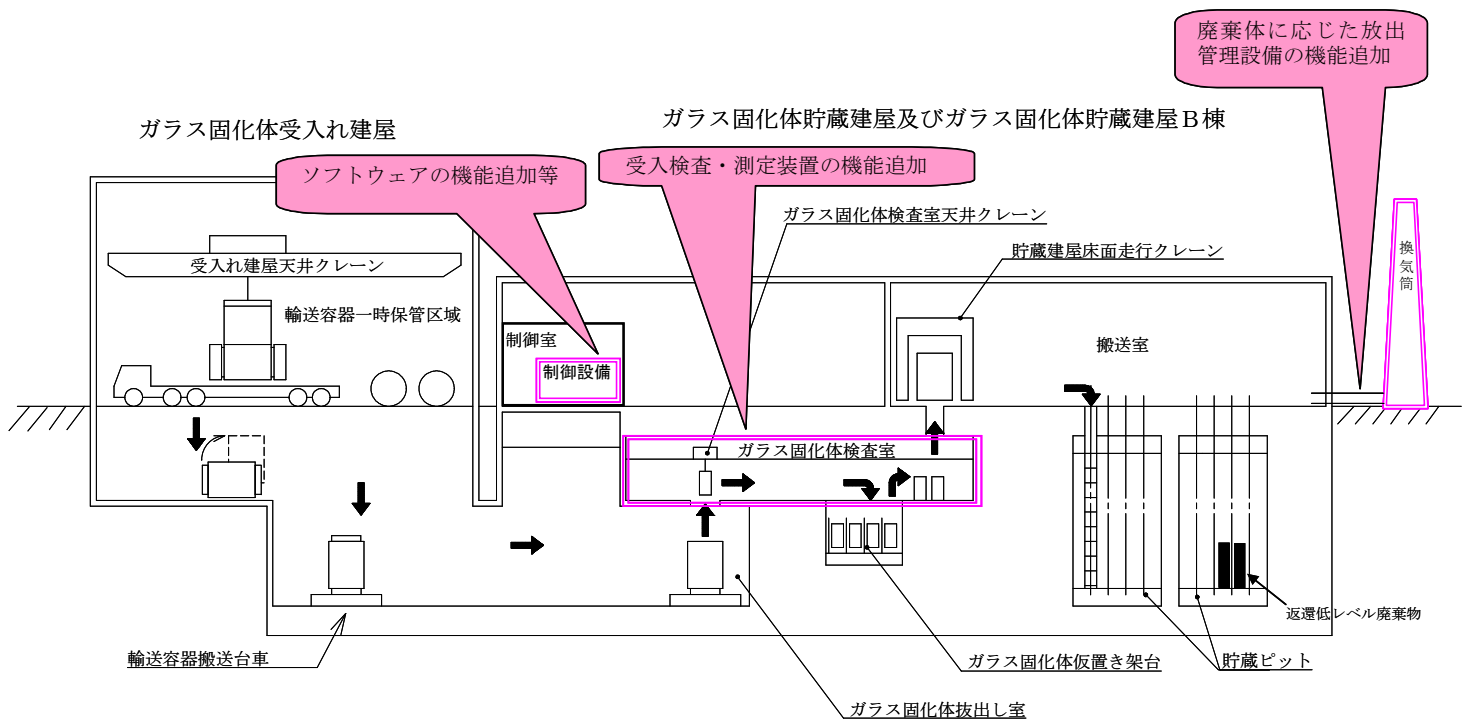 廃棄体に応じた放出
管理設備の機能追加
ガラス固化体受入れ建屋
ガラス固化体貯蔵建屋及びガラス固化体貯蔵建屋Ｂ棟
ソフトウェアの機能追加等
受入検査・測定装置の機能追加
ガラス固化体検査室天井クレーン
貯蔵建屋床面走行クレーン
換気筒
受入れ建屋天井クレーン
輸送容器一時保管区域
制御室
搬送室
制御設備
ガラス固化体検査室
返還低レベル廃棄物
輸送容器搬送台車
ガラス固化体仮置き架台
貯蔵ピット
ガラス固化体抜出し室